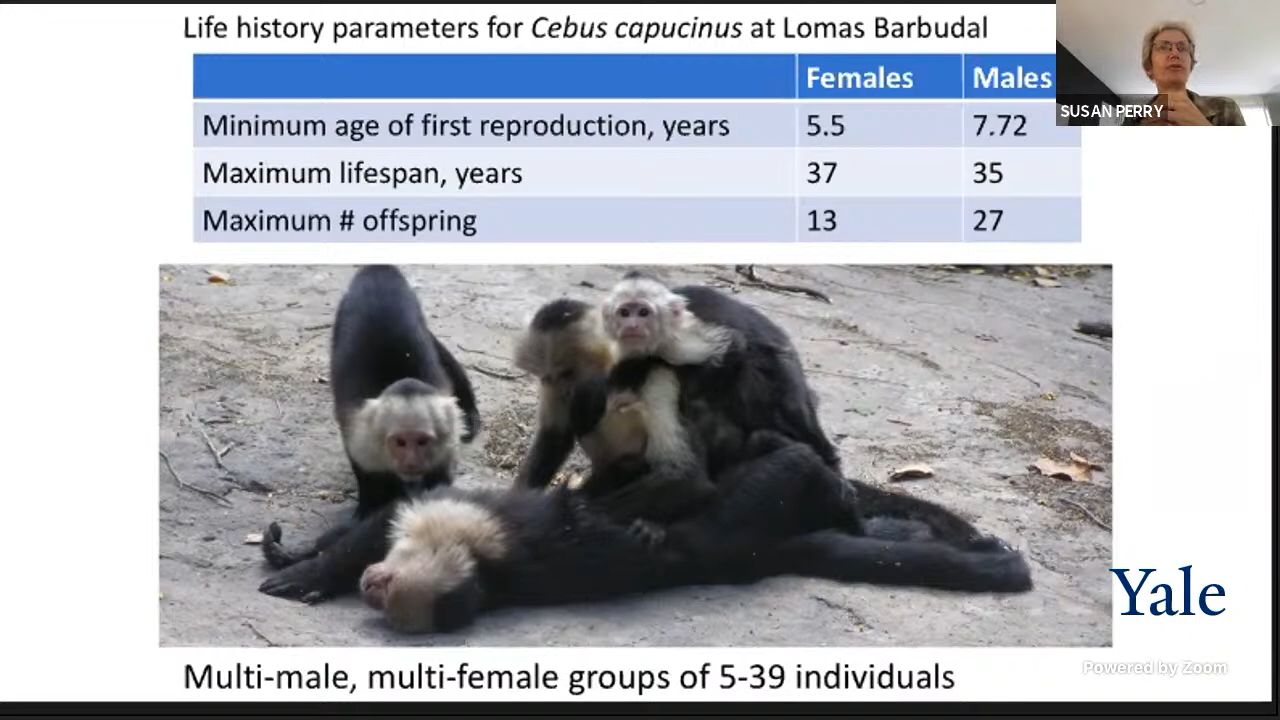 Life history parameters for Cebus capucinus at Lomas Barbudal
Females Males
Minimum age of first reproduction, years 5.5 7.72
Maximum lifespan, years 37 35
Maximum # offspring 13 27
SUSAN PERRY
Yale
Powered by Zoom
Multi-male, multi-female groups of 5-39 individuals